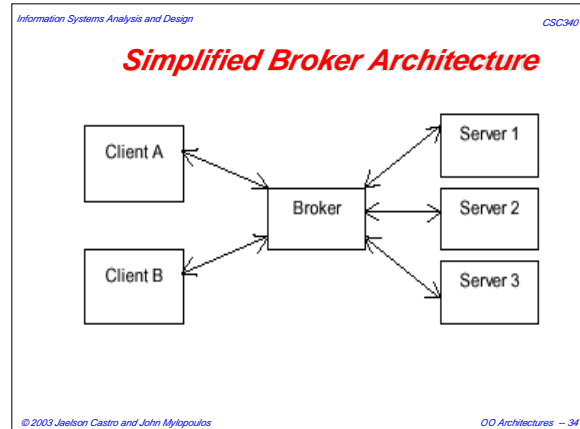 Information Systems Analysis and Design
CSC340
Simplified Broker Architecture
Client A
Client B
Broker
Server 1
Server 2
Server 3
© 2003 Jaelson Castro and John Mylopoulos
OO Architectures -- 34